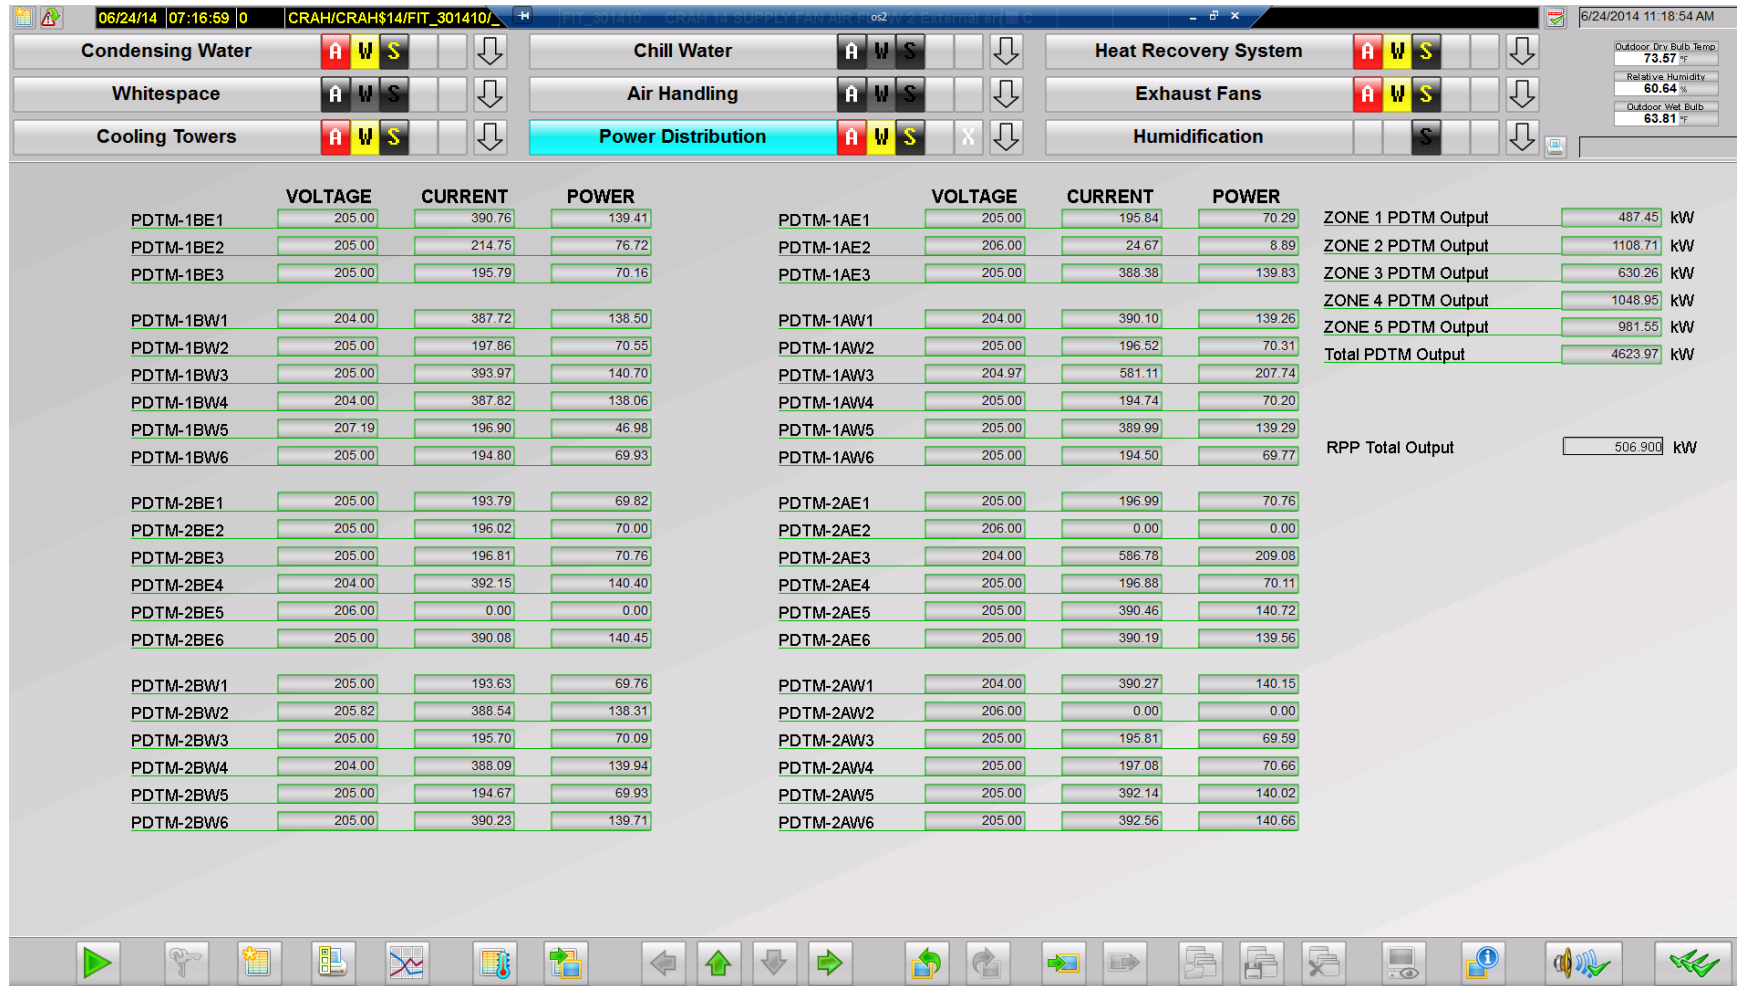 06/24/14 07:16:59 0 CRAH/CRAH$14/FIT_301410/_ FIT_301410 CRAH 14 SUPPLY FAN AIR FLOW 2 External err os2 6/24/2014 11:18:54 AM
Condensing Water A W S Chill Water A W S Heat Recovery System A W S
Outdoor Dry Bulb Temp
73.57 °F
Whitespace A W S Air Handling A W S Exhaust Fans A W S
Relative Humidity
60.64 %
Outdoor Wet Bulb
63.81 °F
Cooling Towers A W S Power Distribution A W S X Humidification S
VOLTAGE CURRENT POWER VOLTAGE CURRENT POWER
PDTM-1BE1 205.00 390.76 139.41 PDTM-1AE1 205.00 195.84 70.29 ZONE 1 PDTM Output 487.45 kW
PDTM-1BE2 205.00 214.75 76.72 PDTM-1AE2 206.00 24.67 8.89 ZONE 2 PDTM Output 1108.71 kW
PDTM-1BE3 205.00 195.79 70.16 PDTM-1AE3 205.00 388.38 139.83 ZONE 3 PDTM Output 630.26 kW
ZONE 4 PDTM Output 1048.95 kW
PDTM-1BW1 204.00 387.72 138.50 PDTM-1AW1 204.00 390.10 139.26 ZONE 5 PDTM Output 981.55 kW
PDTM-1BW2 205.00 197.86 70.55 PDTM-1AW2 205.00 196.52 70.31 Total PDTM Output 4623.97 kW
PDTM-1BW3 205.00 393.97 140.70 PDTM-1AW3 204.97 581.11 207.74
PDTM-1BW4 204.00 387.82 138.06 PDTM-1AW4 205.00 194.74 70.20
PDTM-1BW5 207.19 196.90 46.98 PDTM-1AW5 205.00 389.99 139.29
PDTM-1BW6 205.00 194.80 69.93 PDTM-1AW6 205.00 194.50 69.77 RPP Total Output 506.900 kW
PDTM-2BE1 205.00 193.79 69.82 PDTM-2AE1 205.00 196.99 70.76
PDTM-2BE2 205.00 196.02 70.00 PDTM-2AE2 206.00 0.00 0.00
PDTM-2BE3 205.00 196.81 70.76 PDTM-2AE3 204.00 586.78 209.08
PDTM-2BE4 204.00 392.15 140.40 PDTM-2AE4 205.00 196.88 70.11
PDTM-2BE5 206.00 0.00 0.00 PDTM-2AE5 205.00 390.46 140.72
PDTM-2BE6 205.00 390.08 140.45 PDTM-2AE6 205.00 390.19 139.56
PDTM-2BW1 205.00 193.63 69.76 PDTM-2AW1 204.00 390.27 140.15
PDTM-2BW2 205.82 388.54 138.31 PDTM-2AW2 206.00 0.00 0.00
PDTM-2BW3 205.00 195.70 70.09 PDTM-2AW3 205.00 195.81 69.59
PDTM-2BW4 204.00 388.09 139.94 PDTM-2AW4 205.00 197.08 70.66
PDTM-2BW5 205.00 194.67 69.93 PDTM-2AW5 205.00 392.14 140.02
PDTM-2BW6 205.00 390.23 139.71 PDTM-2AW6 205.00 392.56 140.66